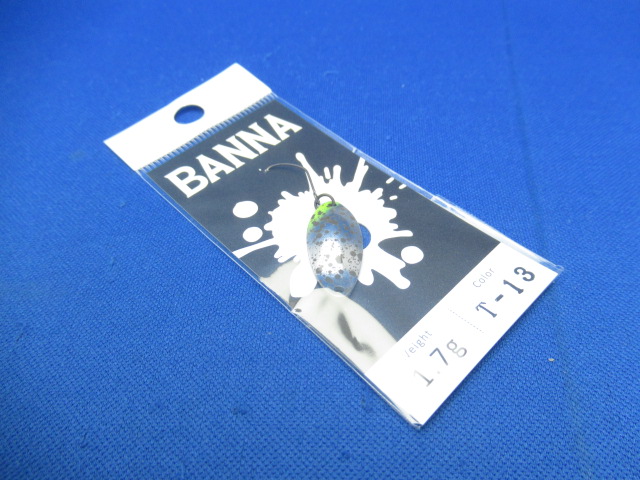 BANNA
Weight
1.7g
Color
T-13